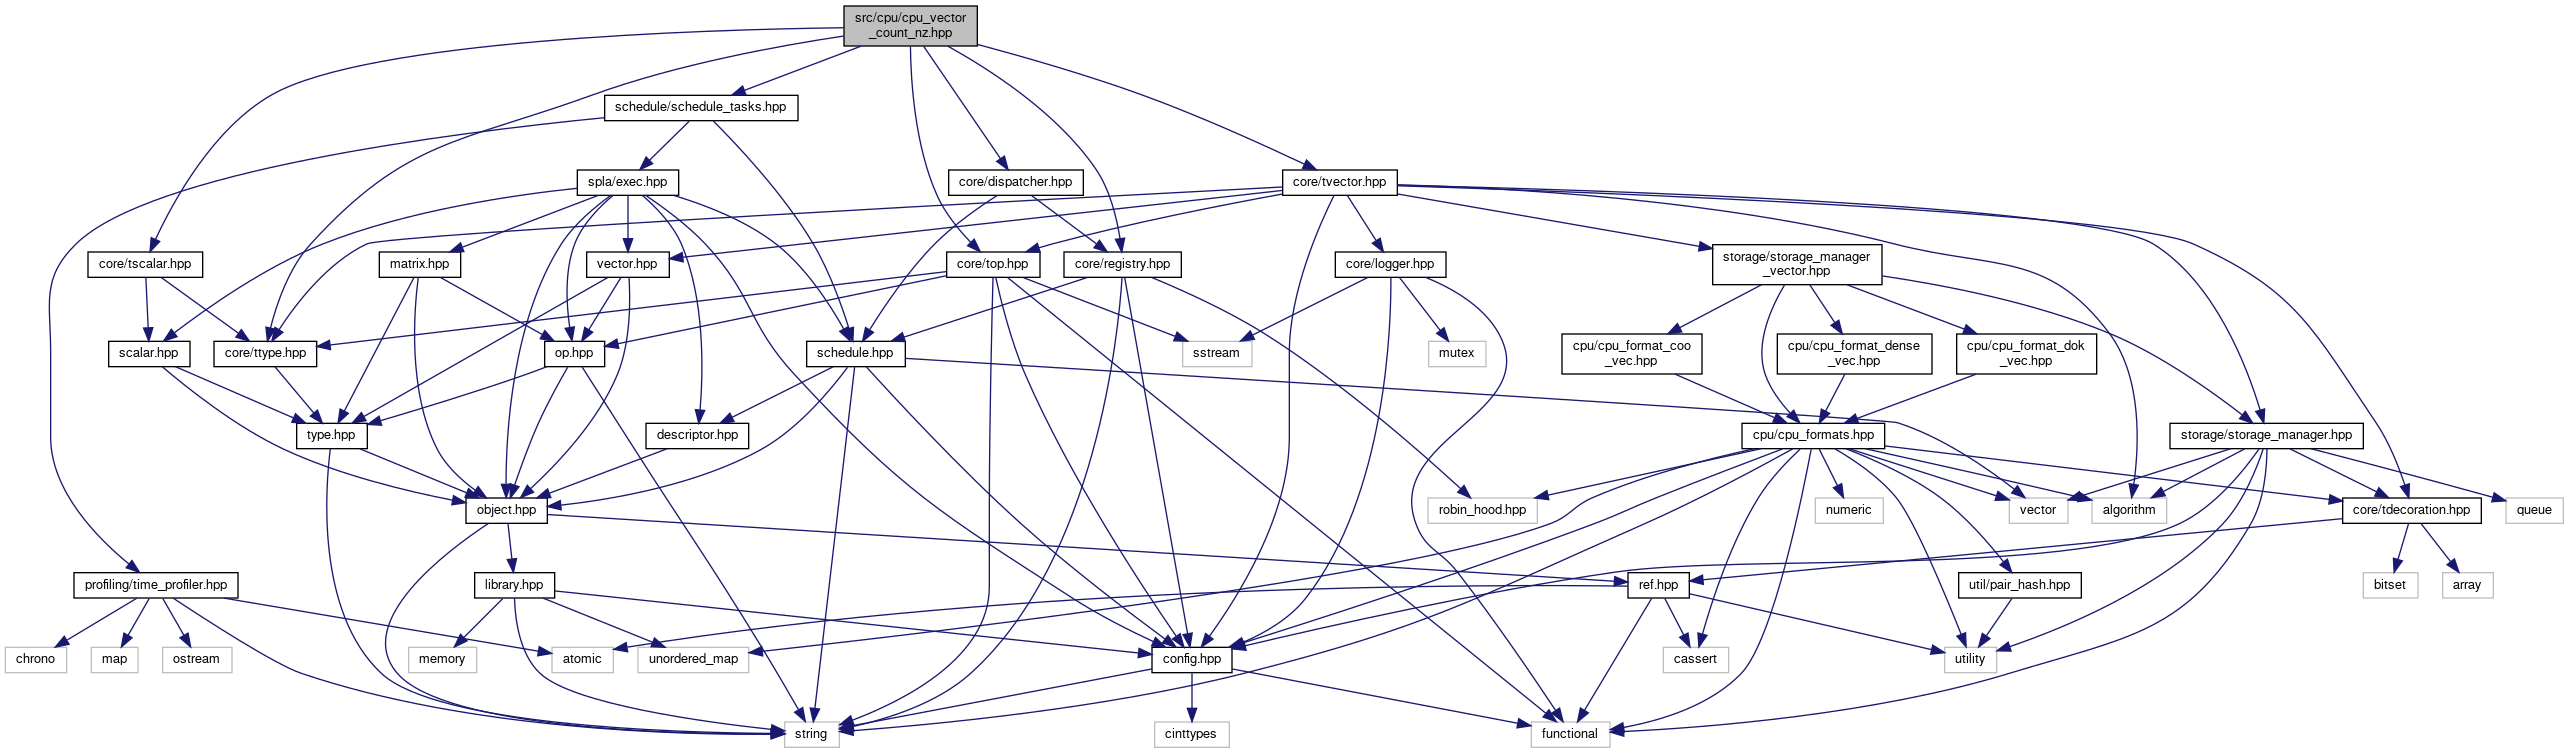 src/cpu/cpu_vector
_count_nz.hpp
schedule/schedule_tasks.hpp
spla/exec.hpp
core/dispatcher.hpp
core/tvector.hpp
core/tscalar.hpp
matrix.hpp
vector.hpp
core/top.hpp
core/registry.hpp
core/logger.hpp
storage/storage_manager
_vector.hpp
scalar.hpp
core/ttype.hpp
op.hpp
schedule.hpp
sstream
mutex
cpu/cpu_format_coo
_vec.hpp
cpu/cpu_format_dense
_vec.hpp
cpu/cpu_format_dok
_vec.hpp
type.hpp
descriptor.hpp
cpu/cpu_formats.hpp
storage/storage_manager.hpp
object.hpp
robin_hood.hpp
numeric
vector
algorithm
core/tdecoration.hpp
queue
profiling/time_profiler.hpp
library.hpp
ref.hpp
util/pair_hash.hpp
bitset
array
chrono
map
ostream
memory
atomic
unordered_map
config.hpp
cassert
utility
string
cinttypes
functional